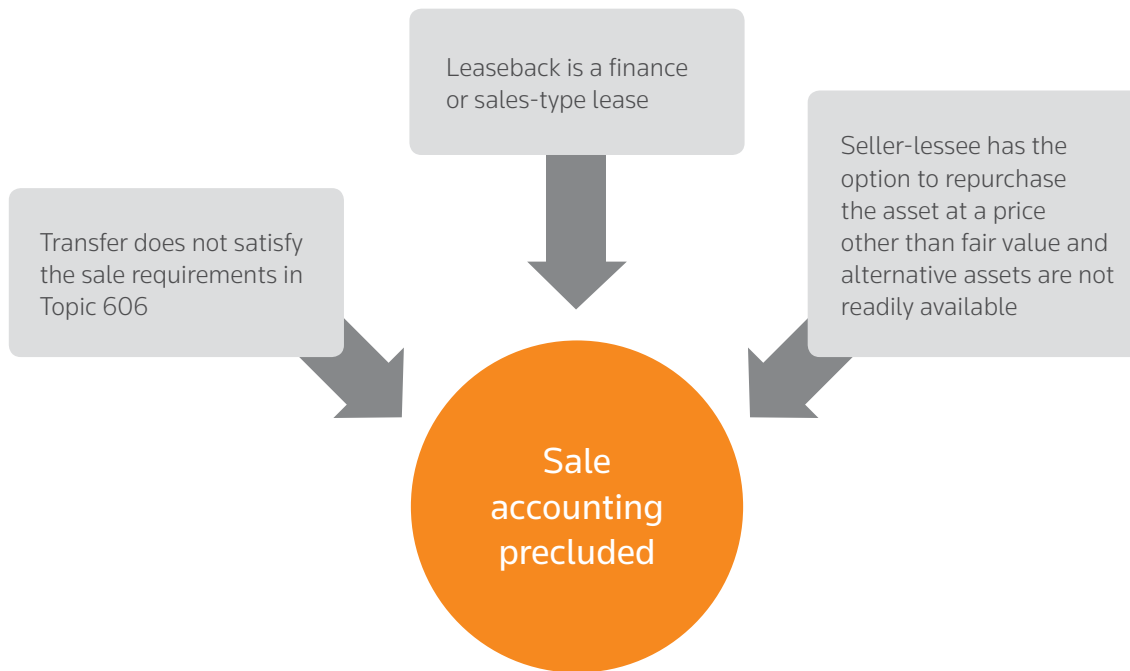 Leaseback is a finance
or sales-type lease
Transfer does not satisfy
the sale requirements in
Topic 606
Seller-lessee has the
option to repurchase
the asset at a price
other than fair value and
alternative assets are not
readily available
Sale
accounting
precluded